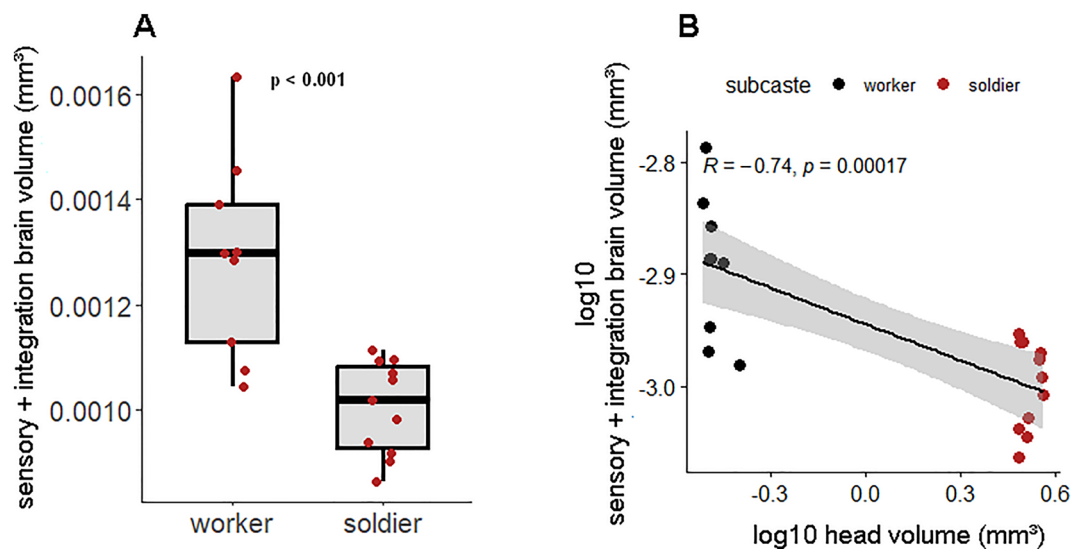 A
sensory + integration brain volume (mm³)
p < 0.001
0.0016
0.0014
0.0012
0.0010
worker
soldier
B
subcaste
worker
soldier
R = −0.74, p = 0.00017
log10
sensory + integration brain volume (mm³)
-2.8
-2.9
-3.0
-0.3
0.0
0.3
0.6
log10 head volume (mm³)